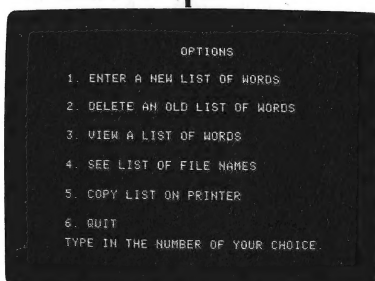 OPTIONS
1. ENTER A NEW LIST OF WORDS
2. DELETE AN OLD LIST OF WORDS
3. VIEW A LIST OF WORDS
4. SEE LIST OF FILE NAMES
5. COPY LIST ON PRINTER
6. QUIT
TYPE IN THE NUMBER OF YOUR CHOICE.